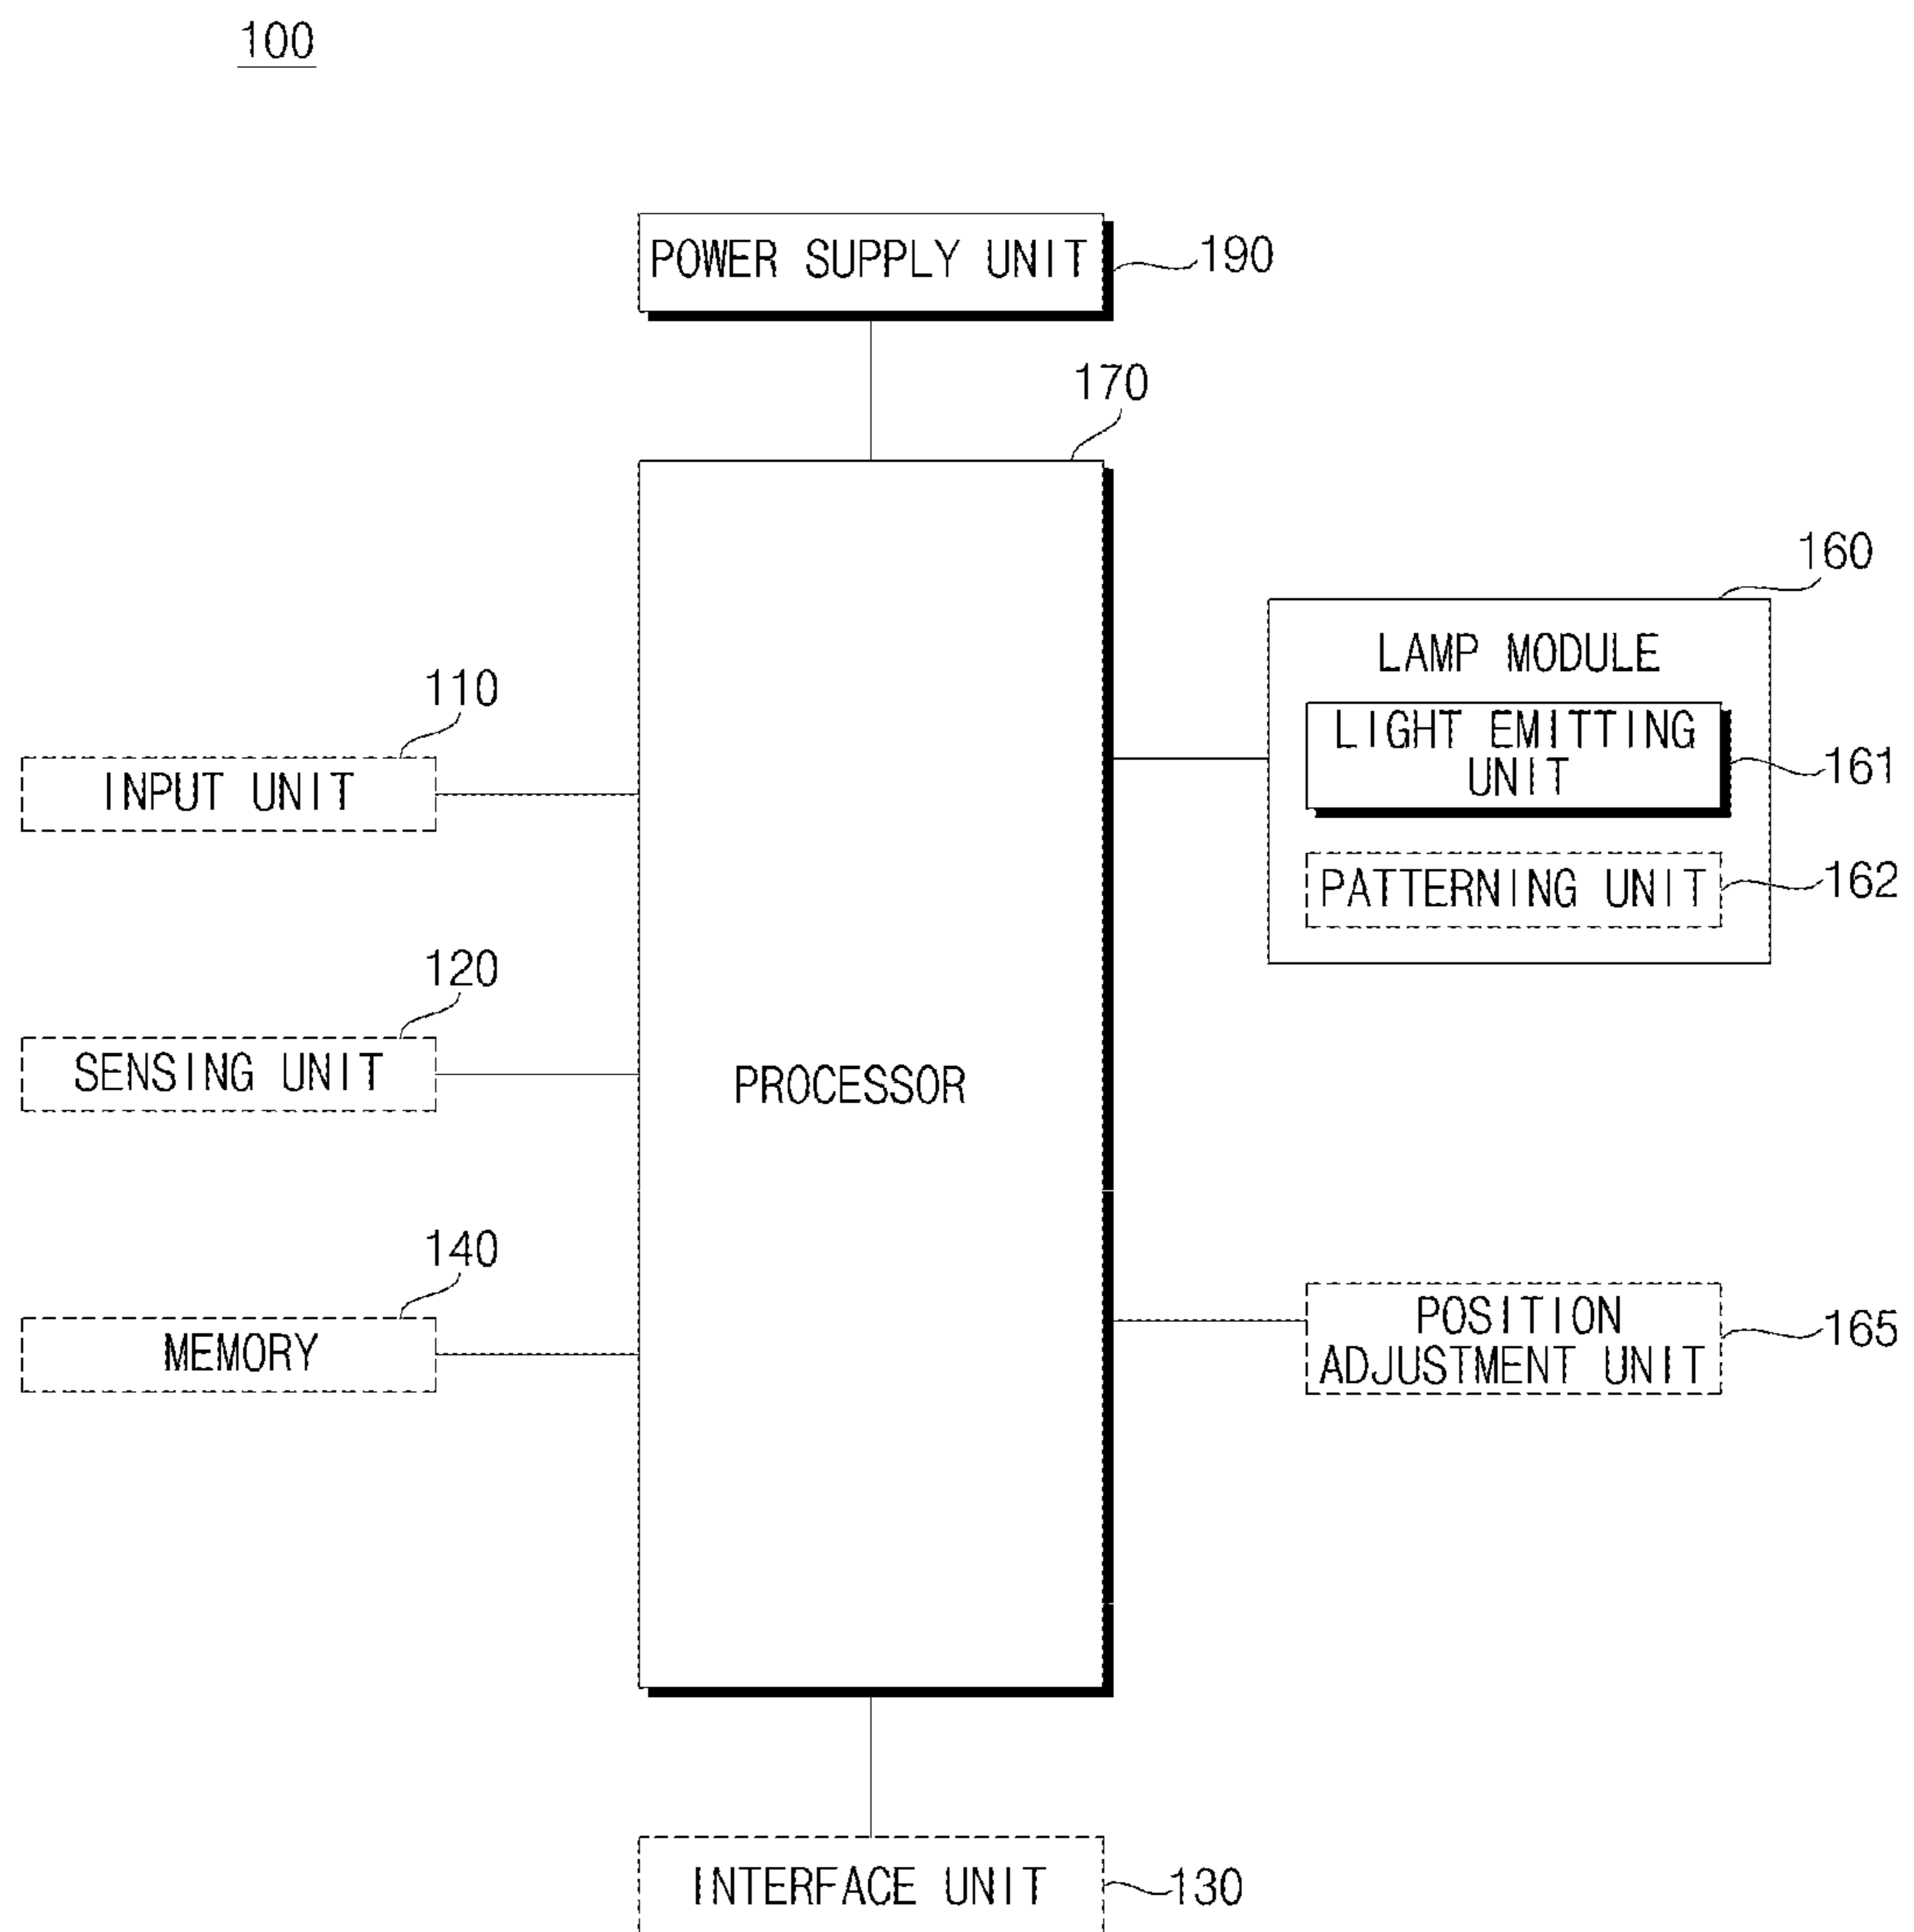 100
POWER SUPPLY UNIT
190
170
160
LAMP MODULE
LIGHT EMITTING
UNIT
161
PATTERNING UNIT
162
110
INPUT UNIT
120
SENSING UNIT
PROCESSOR
140
MEMORY
POSITION
ADJUSTMENT UNIT
165
INTERFACE UNIT
130